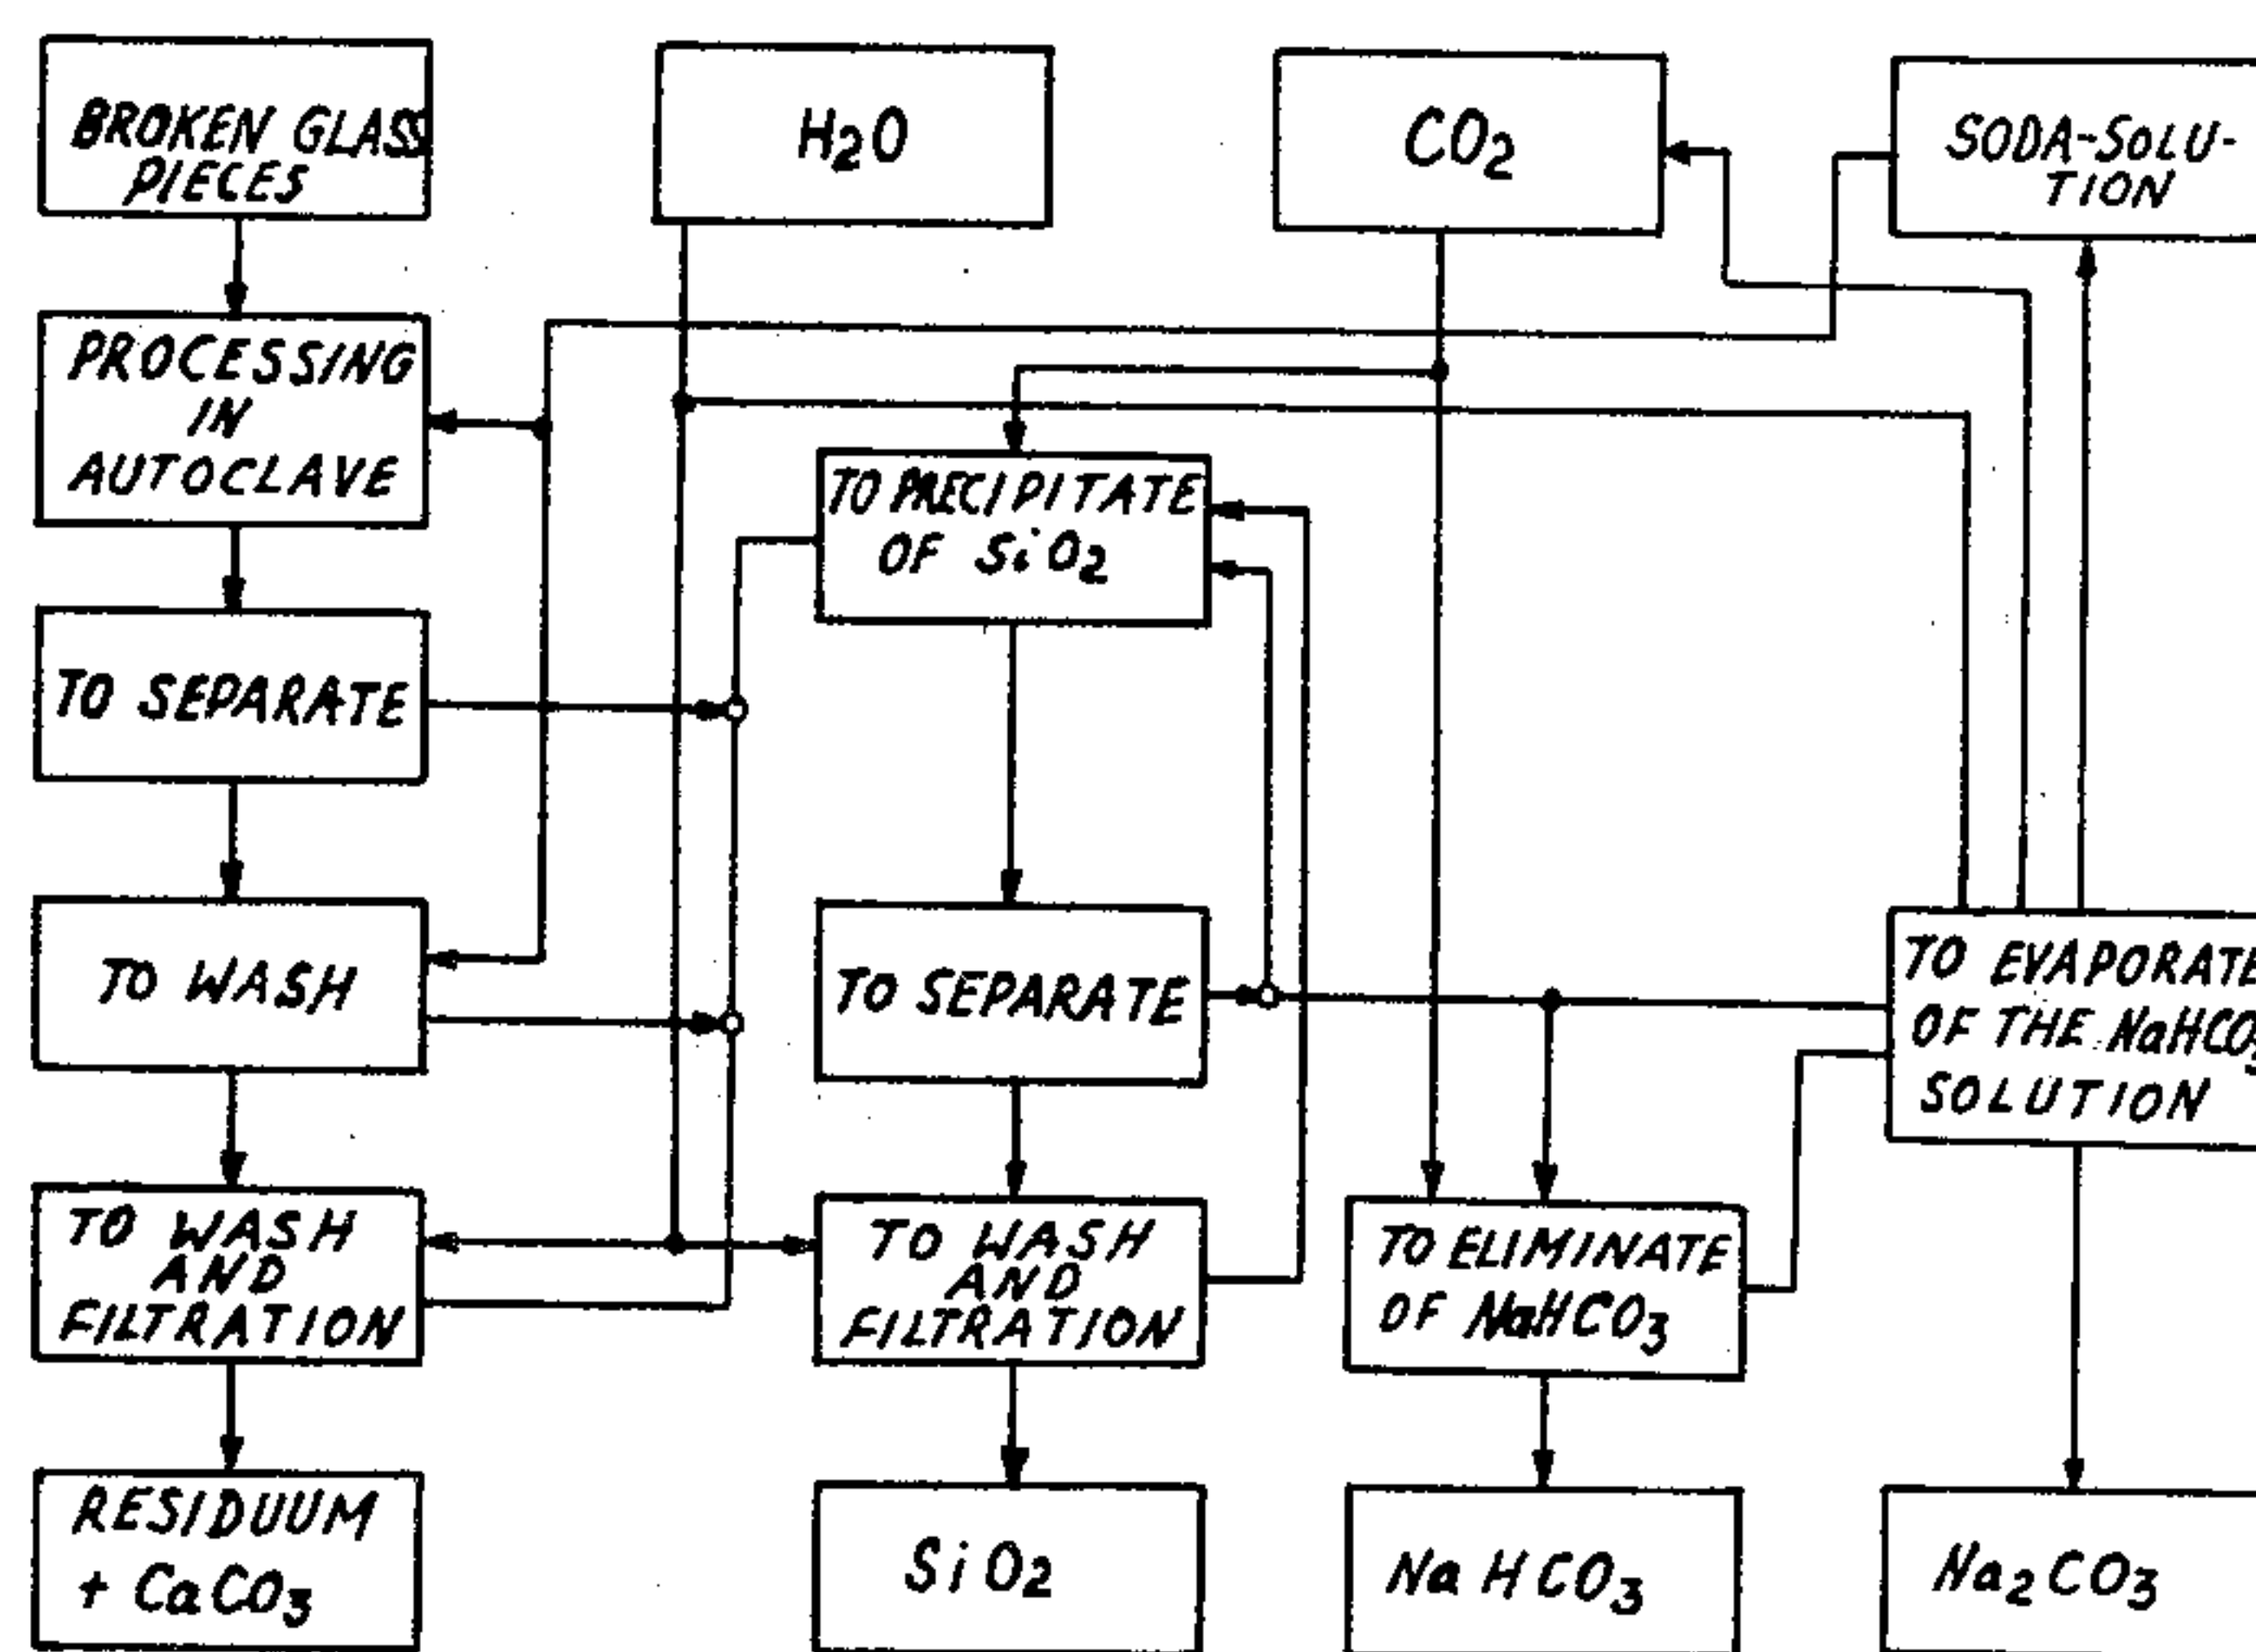 BROKEN GLASS
PIECES
H2O
CO2
SODA-SOLU-
TION
PROCESSING
IN
AUTOCLAVE
TO PRECIPITATE
OF SiO2
TO SEPARATE
TO WASH
TO SEPARATE
TO EVAPORATE
OF THE NaHCO3
SOLUTION
TO WASH
AND
FILTRATION
TO WASH
AND
FILTRATION
TO ELIMINATE
OF NaHCO3
RESIDUUM
+ CaCO3
SiO2
NaHCO3
Na2CO3